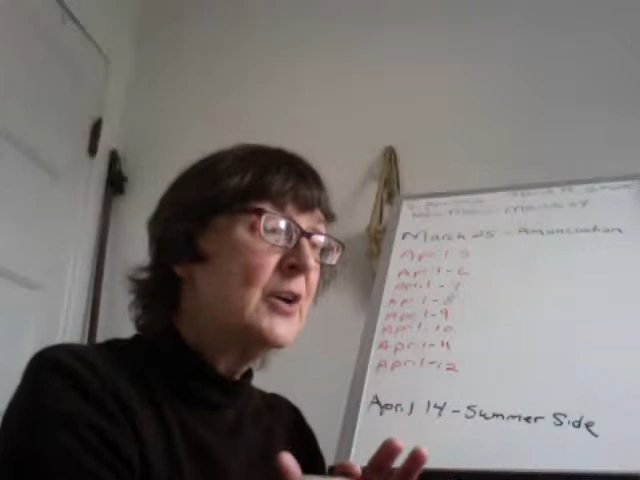 March 25 - Annunciation
April 5
April - 6
April - 7
April - 8
April - 9
April - 10
April - 11
April - 12
April 14 - Summer Side